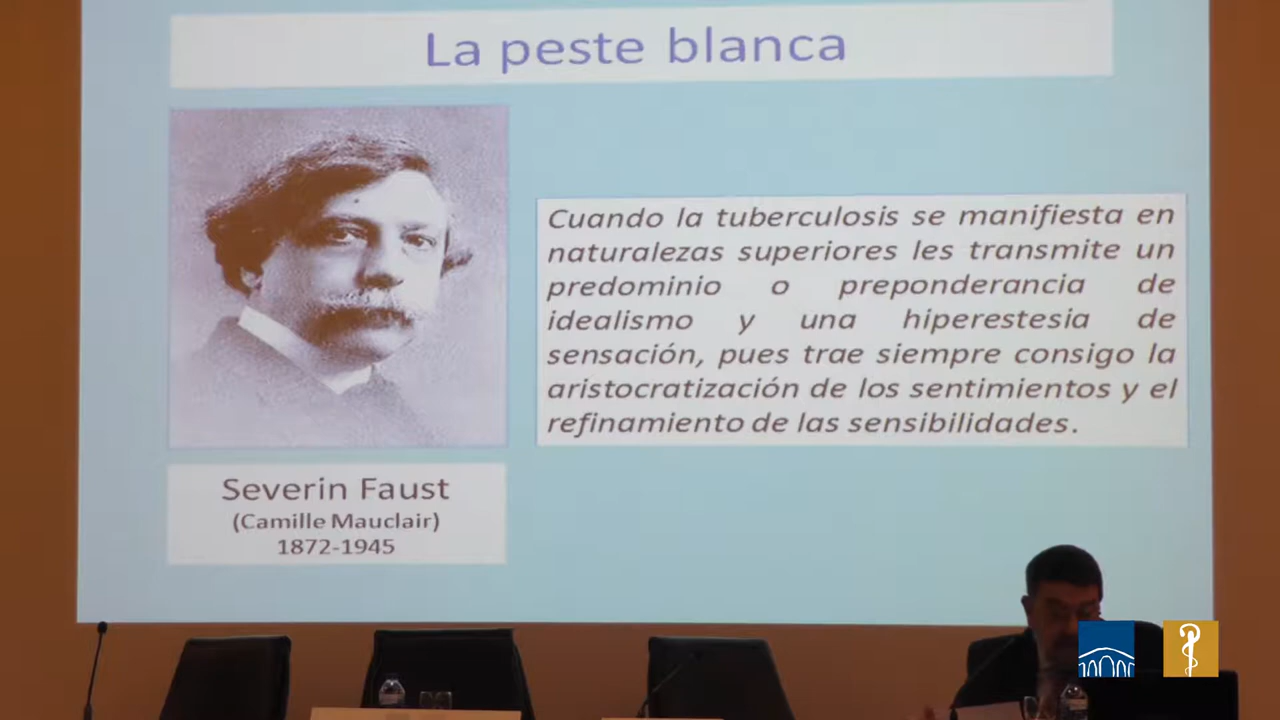 La peste blanca
Cuando la tuberculosis se manifiesta en
naturalezas superiores les transmite un
predominio o preponderancia de
idealismo y una hiperestesia de
sensación, pues trae siempre consigo la
aristocratización de los sentimientos y el
refinamiento de las sensibilidades.
Severin Faust
(Camille Mauclair)
1872-1945